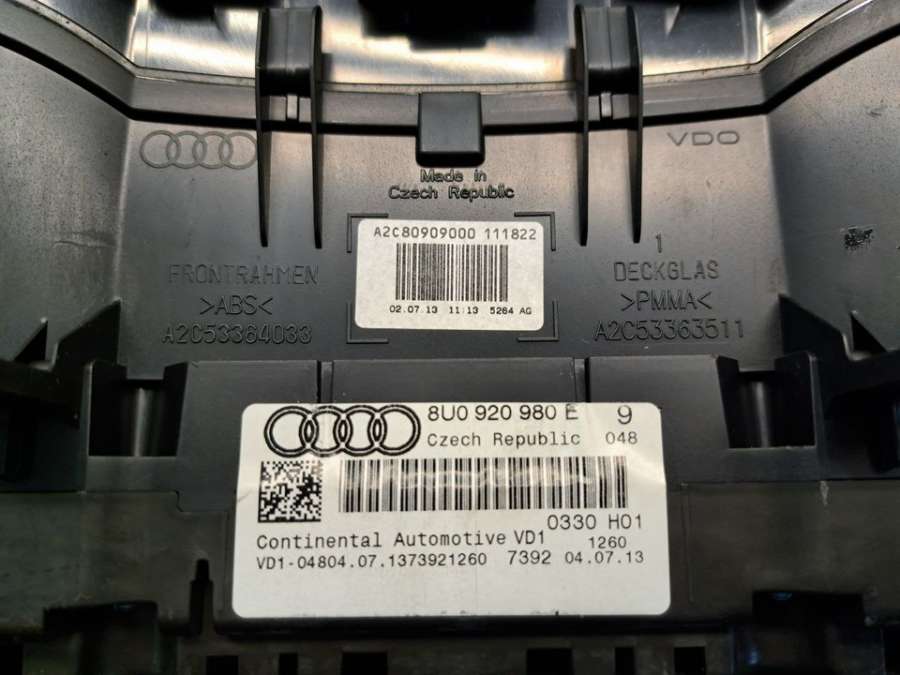 VDO
Made in
Czech Republic
A2C80909000 111822
02.07.13 11:13 5264 AG
FRONTRAHMEN
>ABS<
A2C53364033
1
DECKGLAS
>PMMA<
A2C53363511
8U0 920 980 E 9
Czech Republic 048
0330 H01
Continental Automotive VD1 1260
VD1-04804.07.1373921260 7392 04.07.13